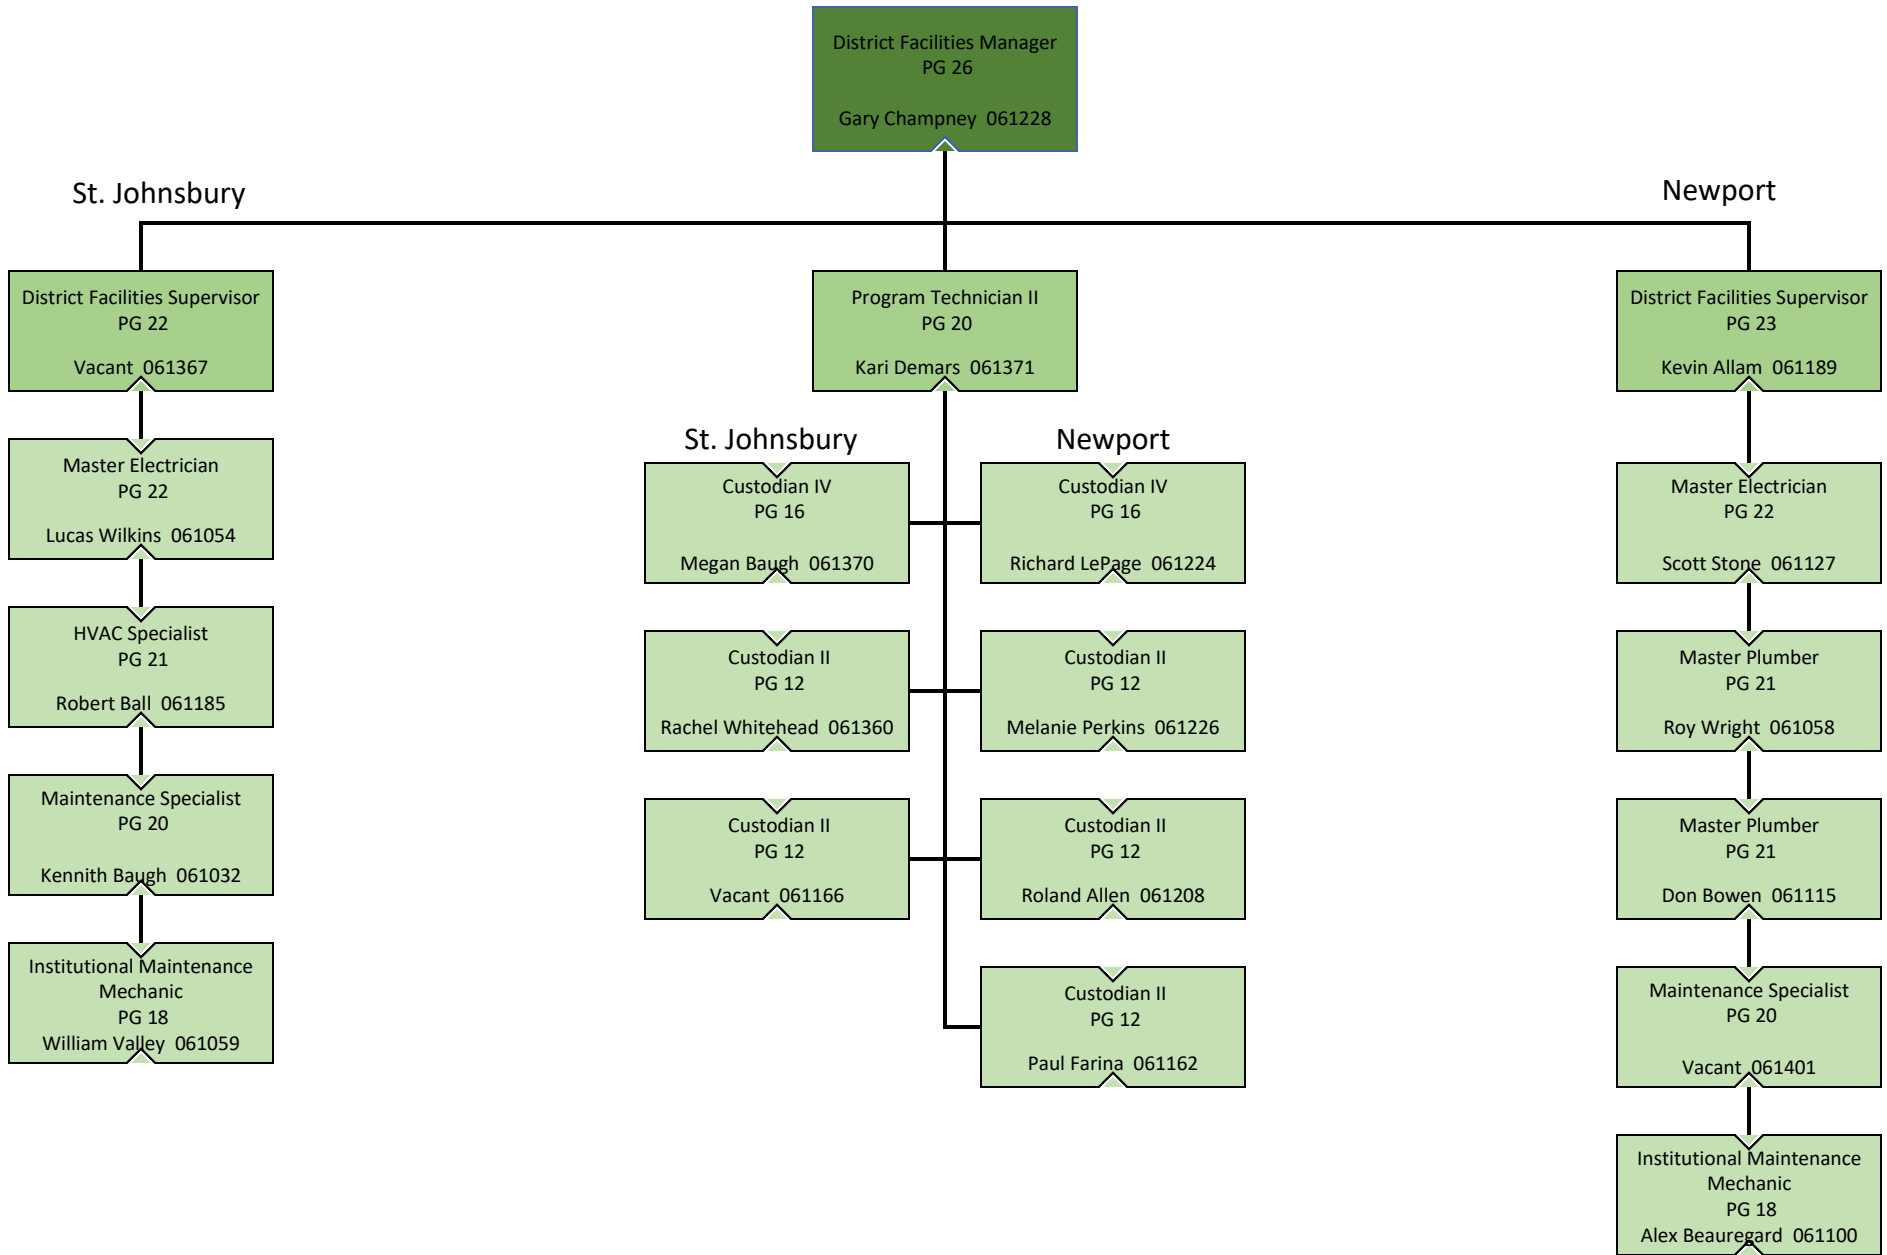 District Facilities Manager
PG 26
Gary Champney 061228
St. Johnsbury
Newport
District Facilities Supervisor
PG 22
Vacant 061367
Program Technician II
PG 20
Kari Demars 061371
District Facilities Supervisor
PG 23
Kevin Allam 061189
Master Electrician
PG 22
Lucas Wilkins 061054
HVAC Specialist
PG 21
Robert Ball 061185
Maintenance Specialist
PG 20
Kennith Baugh 061032
Institutional Maintenance
Mechanic
PG 18
William Valley 061059
St. Johnsbury
Custodian IV
PG 16
Megan Baugh 061370
Custodian II
PG 12
Rachel Whitehead 061360
Custodian II
PG 12
Vacant 061166
Newport
Custodian IV
PG 16
Richard LePage 061224
Custodian II
PG 12
Melanie Perkins 061226
Custodian II
PG 12
Roland Allen 061208
Custodian II
PG 12
Paul Farina 061162
Master Electrician
PG 22
Scott Stone 061127
Master Plumber
PG 21
Roy Wright 061058
Master Plumber
PG 21
Don Bowen 061115
Maintenance Specialist
PG 20
Vacant 061401
Institutional Maintenance
Mechanic
PG 18
Alex Beauregard 061100